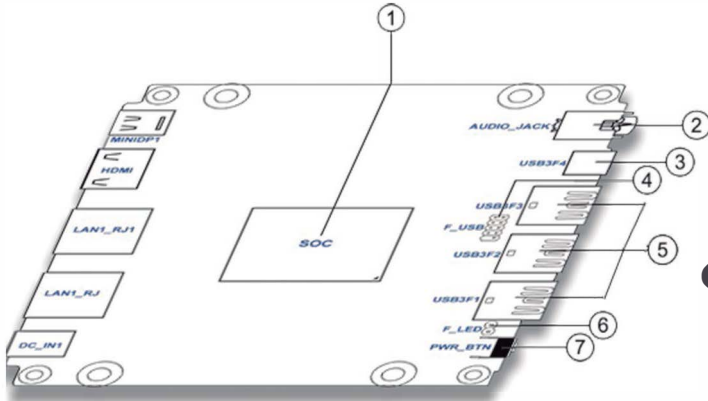 1
AUDIO_JACK
2
MINIDP1
USB3F4
3
HDMI
4
USB3F3
F_USB
LAN1_RJ1
SOC
USB3F2
5
LAN1_RJ
USB3F1
F_LED
6
DC_IN1
PWR_BTN
7